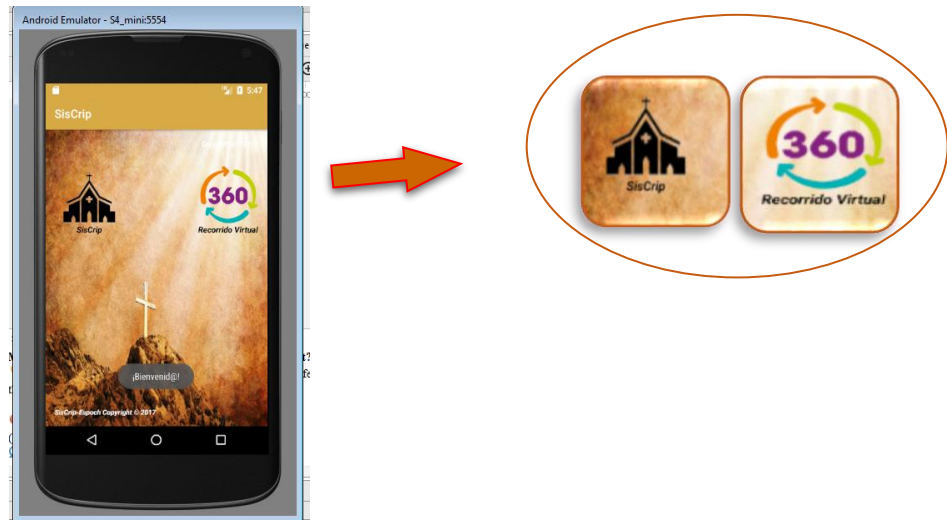 Android Emulator - S4_mini:5554
5:47
SisCrip
360
SisCrip
Recorrido Virtual
¡Bienvenid@!
SisCrip-Espoch Copyright © 2017
360
SisCrip
Recorrido Virtual